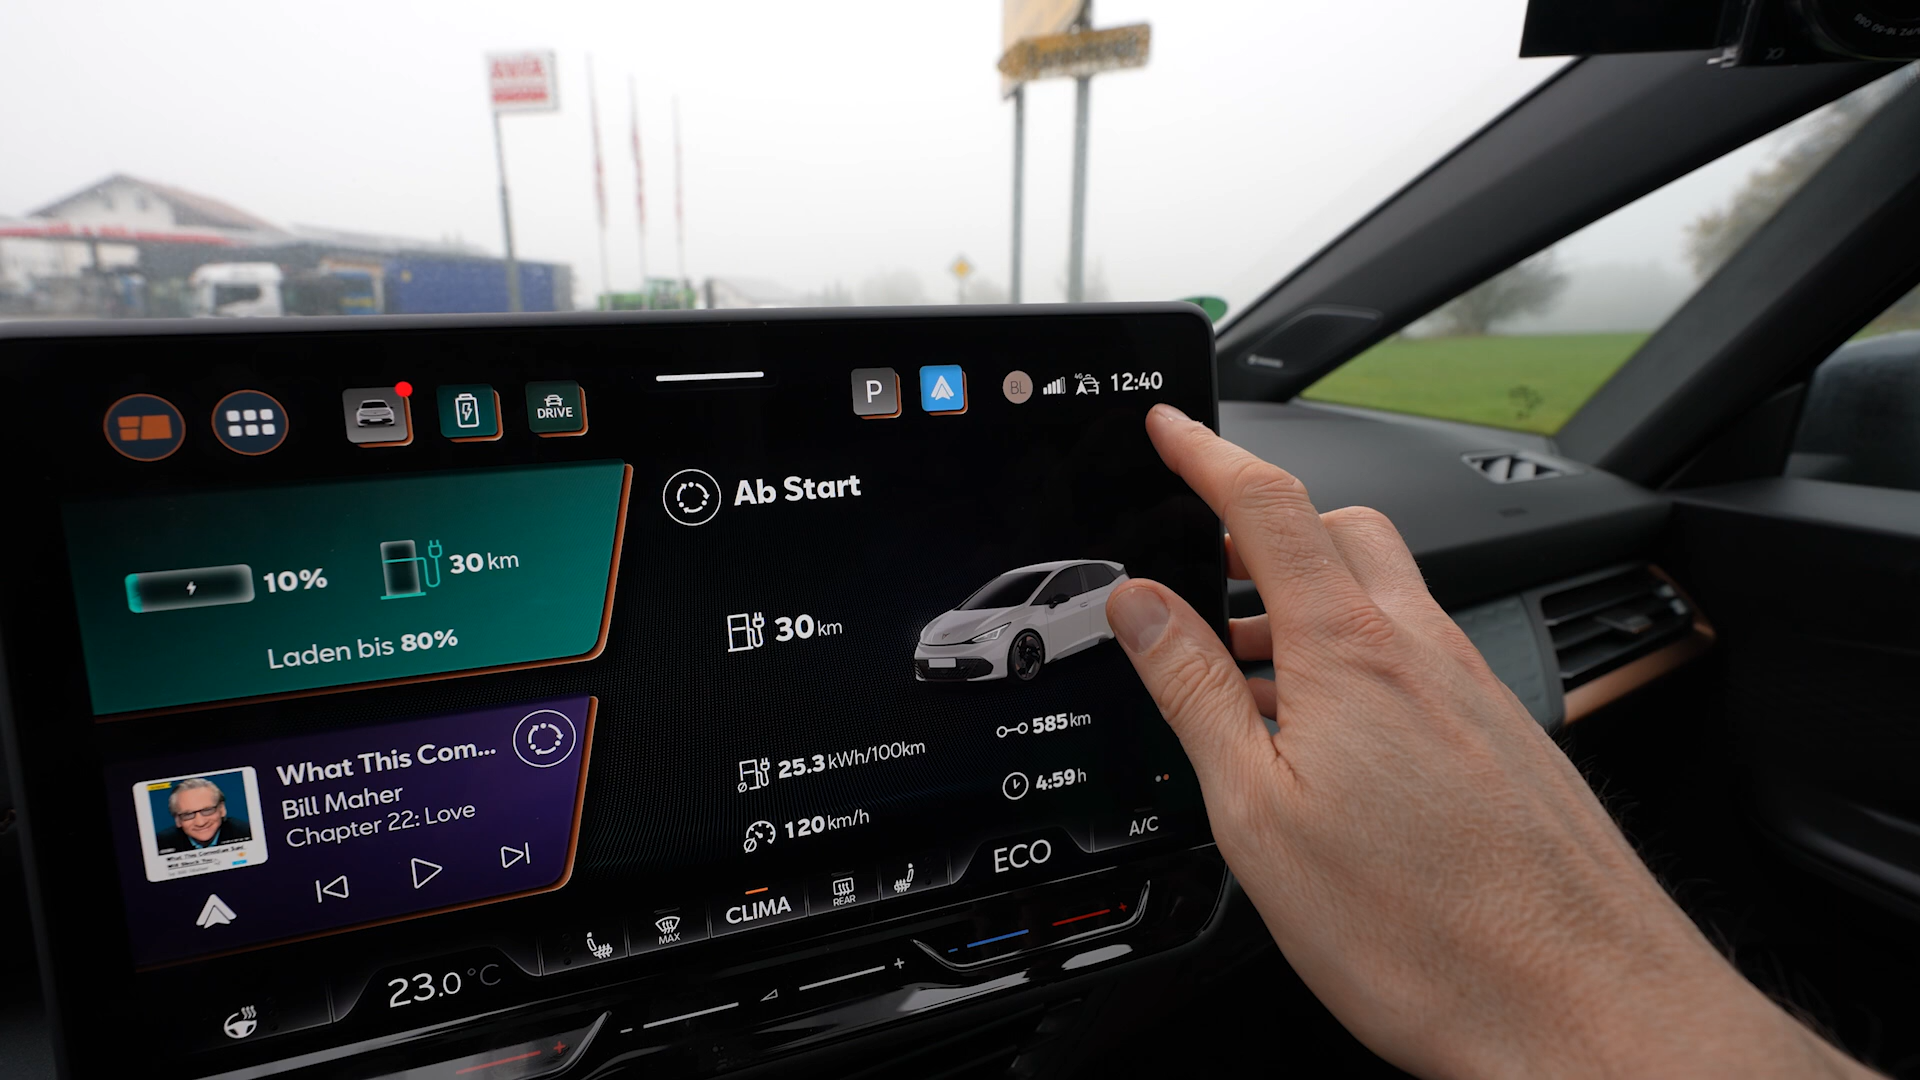 AVIA
P
BL
4G
12:40
DRIVE
Ab Start
10%
30 km
Laden bis 80%
30 km
What This Com...
Bill Maher
Chapter 22: Love
25.3 kWh/100km
585 km
120 km/h
4:59 h
23.0 °C
MAX
CLIMA
REAR
ECO
A/C